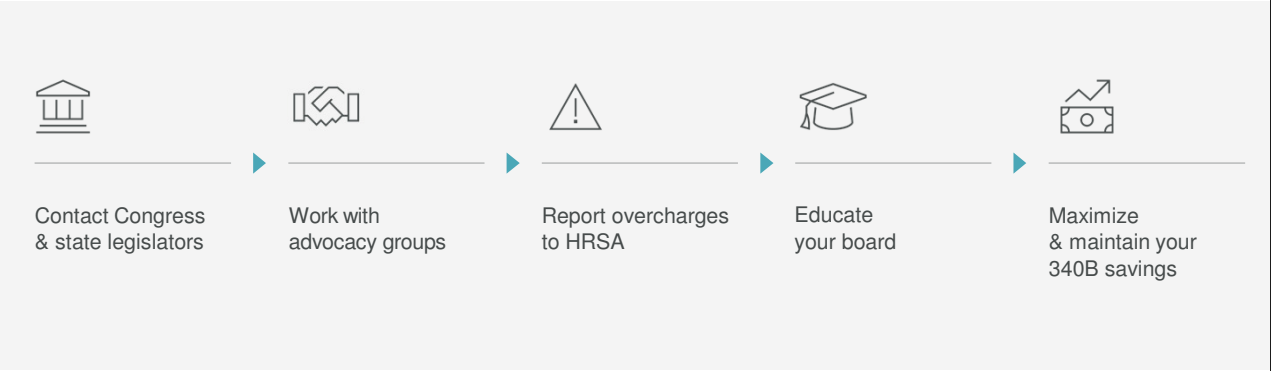 Contact Congress
& state legislators
Work with
advocacy groups
Report overcharges
to HRSA
Educate
your board
Maximize
& maintain your
340B savings